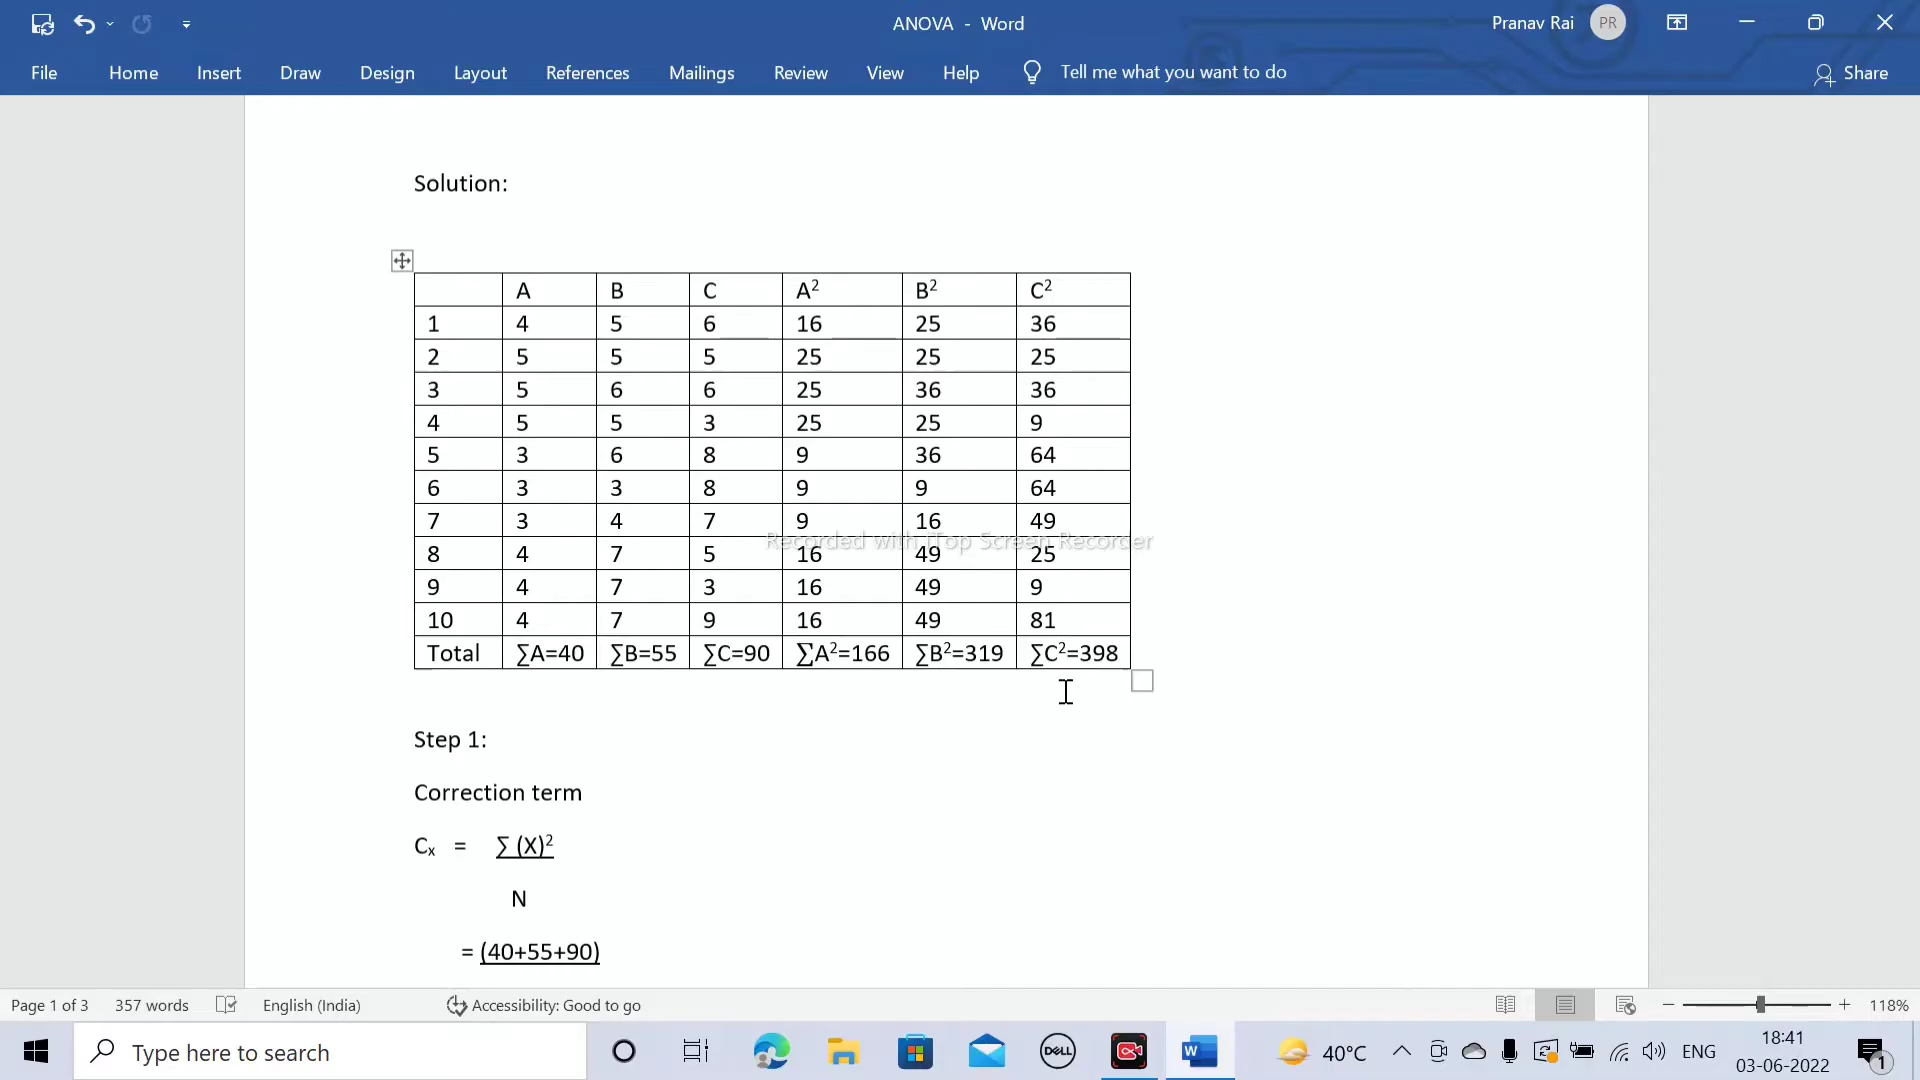 ANOVA - Word
Pranav Rai PR
File Home Insert Draw Design Layout References Mailings Review View Help Tell me what you want to do Share
Solution:
A B C A² B² C²
1 4 5 6 16 25 36
2 5 5 5 25 25 25
3 5 6 6 25 36 36
4 5 5 3 25 25 9
5 3 6 8 9 36 64
6 3 3 8 9 9 64
7 3 4 7 9 16 49
Recorded with iTop Screen Recorder
8 4 7 5 16 49 25
9 4 7 3 16 49 9
10 4 7 9 16 49 81
Total ∑A=40 ∑B=55 ∑C=90 ∑A²=166 ∑B²=319 ∑C²=398
Step 1:
Correction term
Cₓ = ∑ (X)²
N
= (40+55+90)
Page 1 of 3 357 words English (India) Accessibility: Good to go 118%
Type here to search DELL W 40°C ENG 18:41
03-06-2022 1